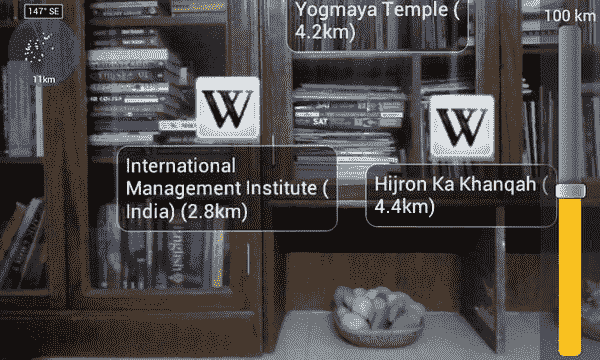 147° SE
11km
Yogmaya Temple (
4.2km)
100 km
W
W
International
Management Institute (
India) (2.8km)
Hijron Ka Khanqah (
4.4km)
SAT